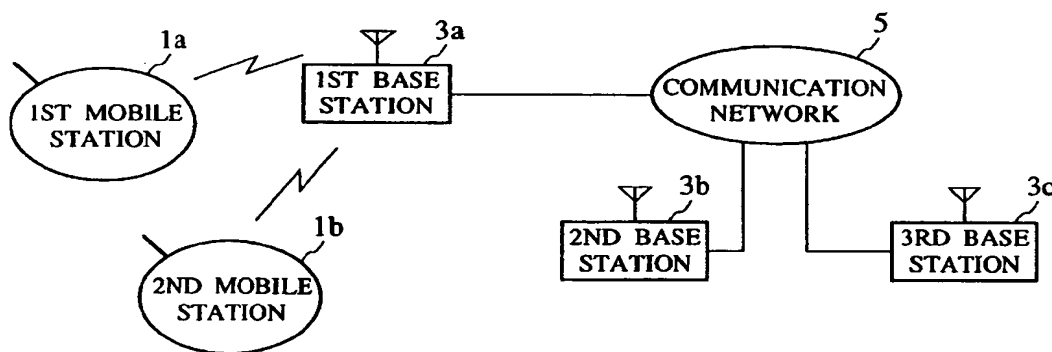 1a
1ST MOBILE
STATION
3a
1ST BASE
STATION
5
COMMUNICATION
NETWORK
1b
2ND MOBILE
STATION
3b
2ND BASE
STATION
3c
3RD BASE
STATION